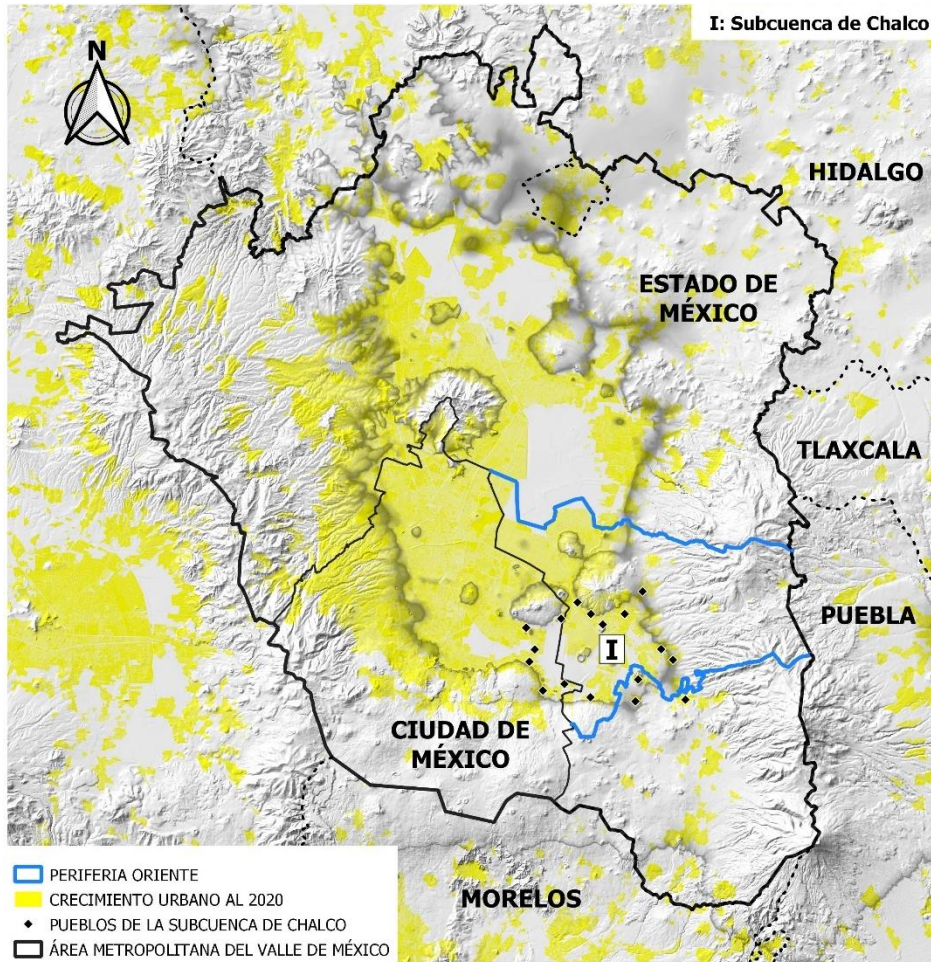 I: Subcuenca de Chalco
N
HIDALGO
ESTADO DE
MÉXICO
TLAXCALA
PUEBLA
I
CIUDAD DE
MÉXICO
MORELOS
PERIFERIA ORIENTE
CRECIMIENTO URBANO AL 2020
PUEBLOS DE LA SUBCUENCA DE CHALCO
ÁREA METROPOLITANA DEL VALLE DE MÉXICO